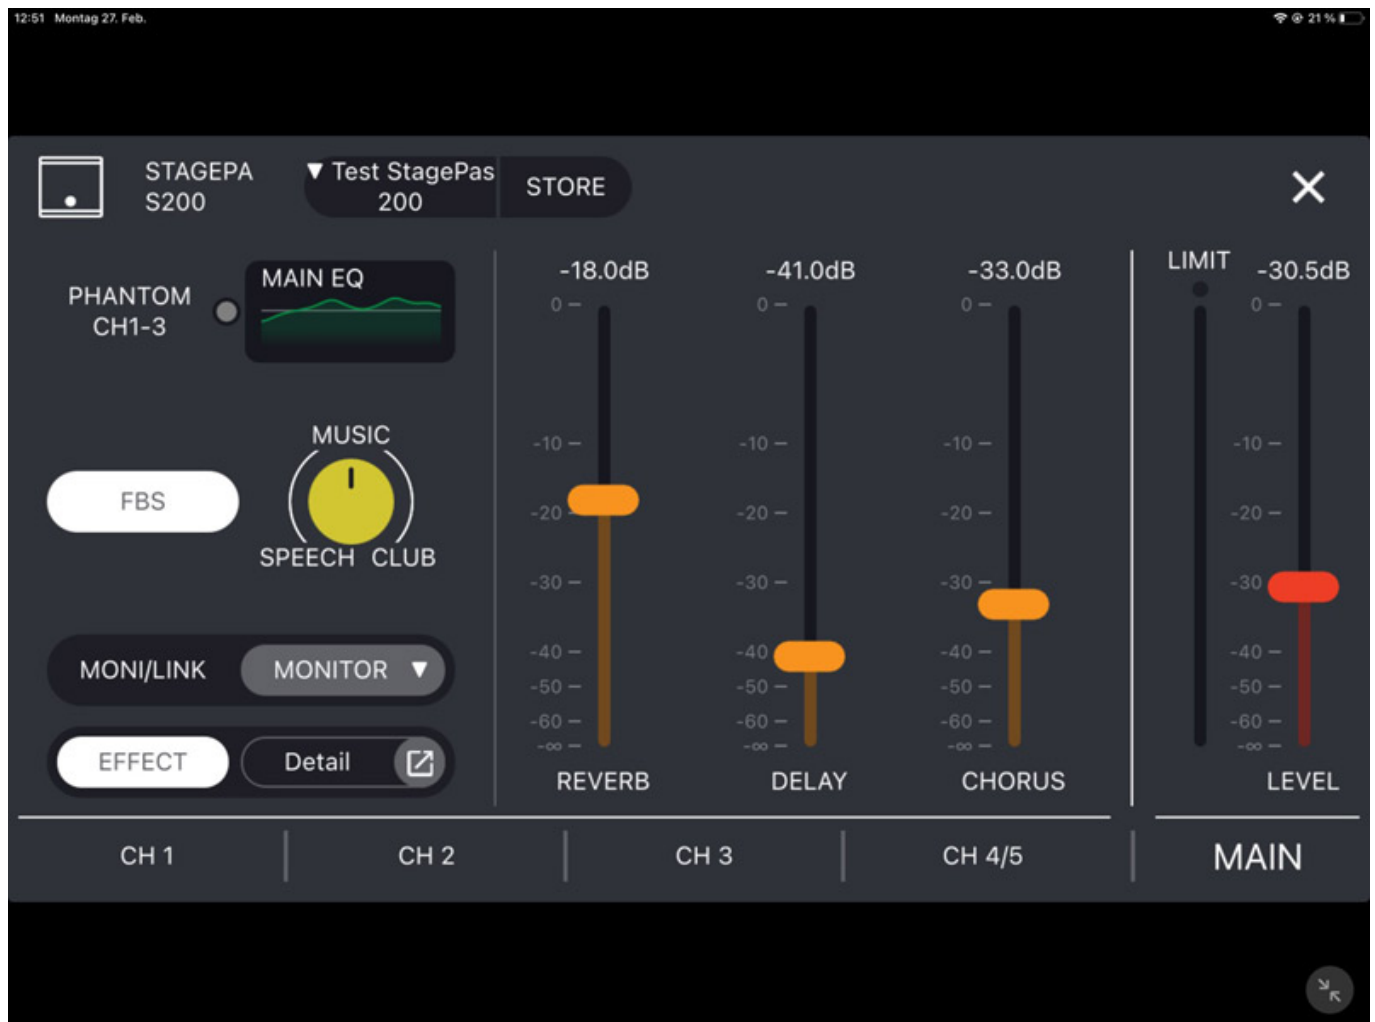 12:51 Montag 27. Feb.
21 %
STAGEPA
S200
▼ Test StagePas
200
STORE
PHANTOM
CH1-3
MAIN EQ
FBS
MUSIC
SPEECH CLUB
MONI/LINK
MONITOR ▼
EFFECT
Detail
-18.0dB
0
-10
-20
-30
-40
-50
-60
-∞
REVERB
-41.0dB
0
-10
-20
-30
-40
-50
-60
-∞
DELAY
-33.0dB
0
-10
-20
-30
-40
-50
-60
-∞
CHORUS
LIMIT
-30.5dB
0
-10
-20
-30
-40
-50
-60
-∞
LEVEL
CH 1
CH 2
CH 3
CH 4/5
MAIN